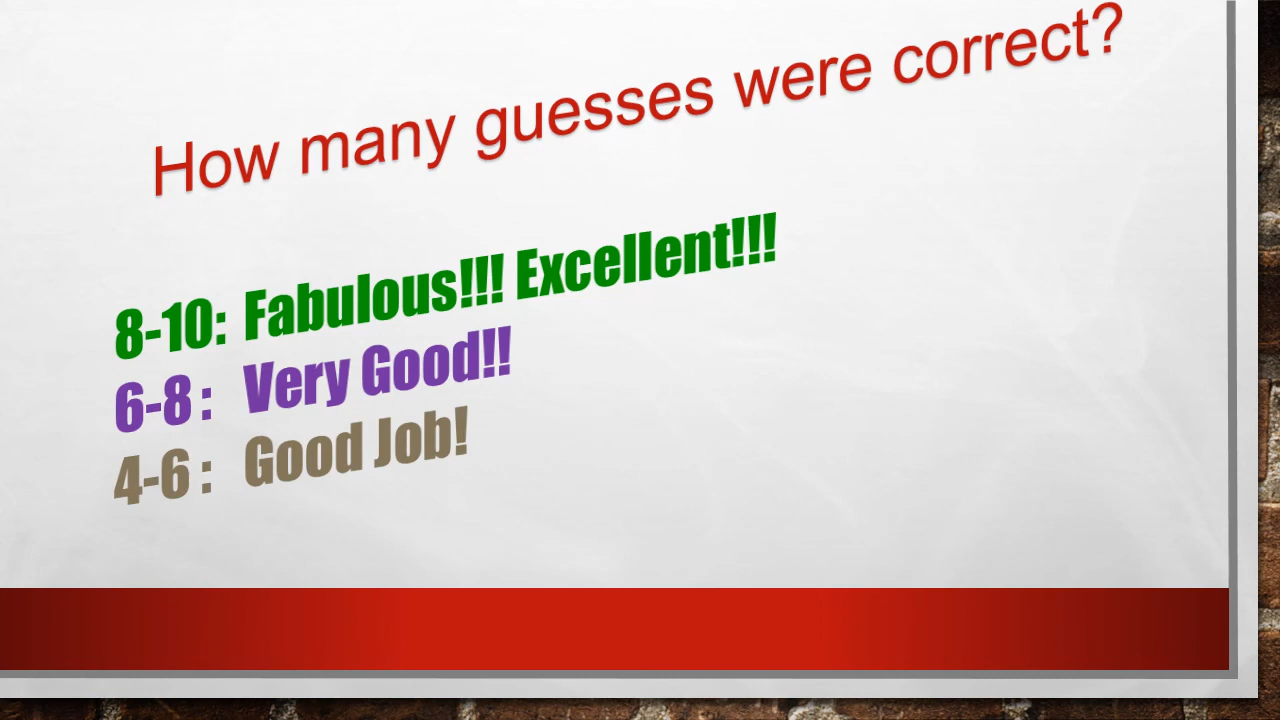 How many guesses were correct?
8-10: Fabulous!!! Excellent!!!
6-8 : Very Good!!
4-6 : Good Job!